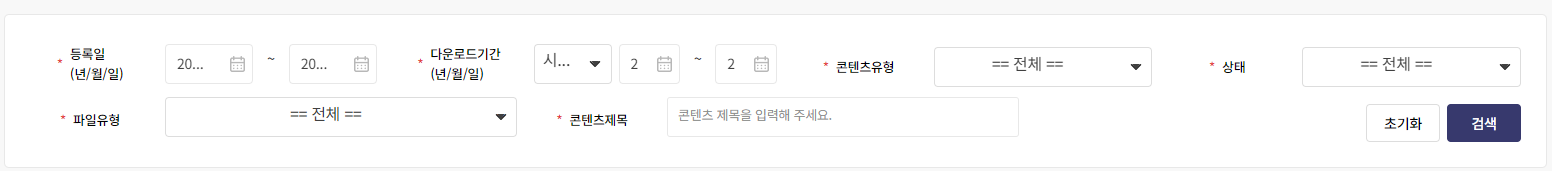 * 등록일
(년/월/일)
20...
~
20...
* 다운로드기간
(년/월/일)
시...
2
~
2
* 콘텐츠유형
== 전체 ==
* 상태
== 전체 ==
* 파일유형
== 전체 ==
* 콘텐츠제목
콘텐츠 제목을 입력해 주세요.
초기화
검색